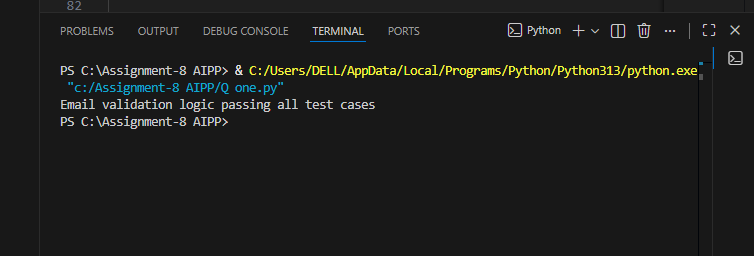 82
PROBLEMS OUTPUT DEBUG CONSOLE TERMINAL PORTS Python
PS C:\Assignment-8 AIPP> & C:/Users/DELL/AppData/Local/Programs/Python/Python313/python.exe
"c:/Assignment-8 AIPP/Q one.py"
Email validation logic passing all test cases
PS C:\Assignment-8 AIPP>